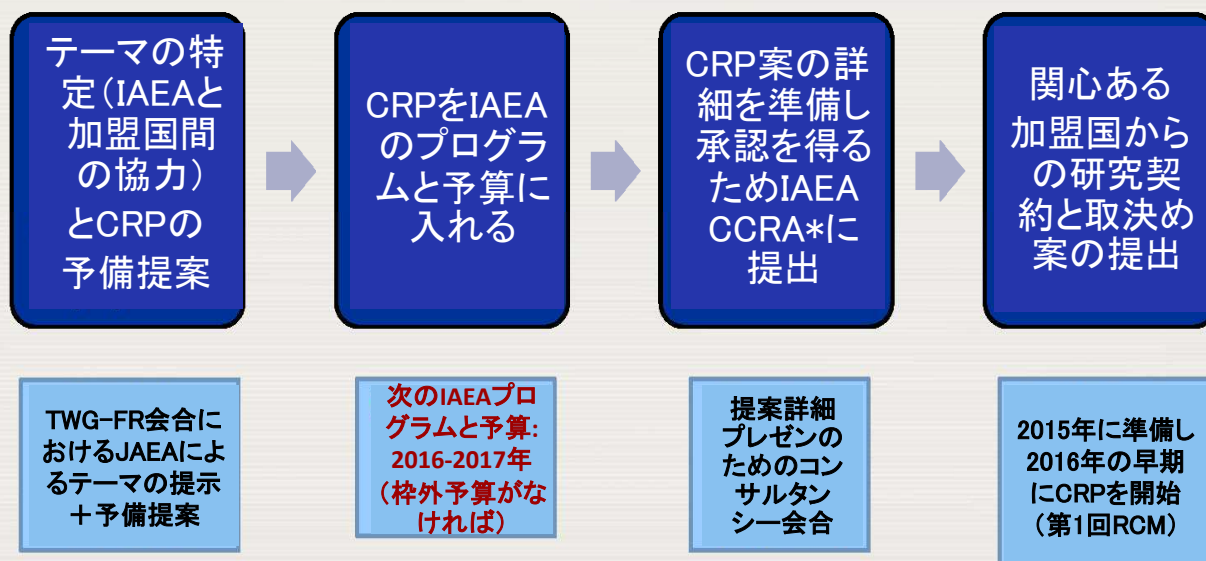 テーマの特
定（IAEAと
加盟国間
の協力）
とCRPの
予備提案
CRPをIAEA
のプログラ
ムと予算に
入れる
CRP案の詳
細を準備し
承認を得る
ためIAEA
CCRA*に
提出
関心ある
加盟国から
の研究契
約と取決め
案の提出
TWG-FR会合に
おけるJAEAによ
るテーマの提示
＋予備提案
次のIAEAプロ
グラムと予算:
2016-2017年
（枠外予算がな
ければ）
提案詳細
プレゼンの
ためのコン
サルタン
シー会合
2015年に準備し
2016年の早期
にCRPを開始
（第1回RCM）